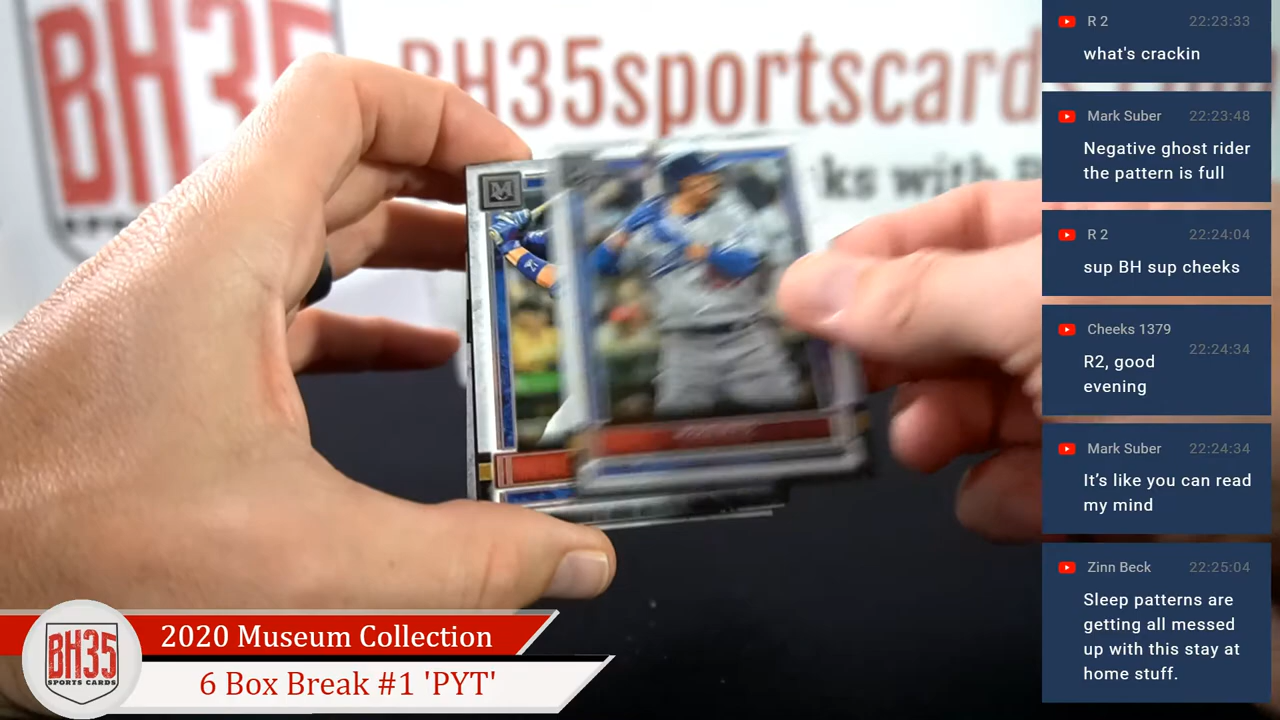 BH35
SPORTS
BH35sportscard
ks with B
M
R 2 22:23:33
what's crackin
Mark Suber 22:23:48
Negative ghost rider
the pattern is full
R 2 22:24:04
sup BH sup cheeks
Cheeks 1379 22:24:34
R2, good
evening
Mark Suber 22:24:34
It’s like you can read
my mind
Zinn Beck 22:25:04
Sleep patterns are
getting all messed
up with this stay at
home stuff.
BH35
SPORTS CARDS
2020 Museum Collection
6 Box Break #1 'PYT'